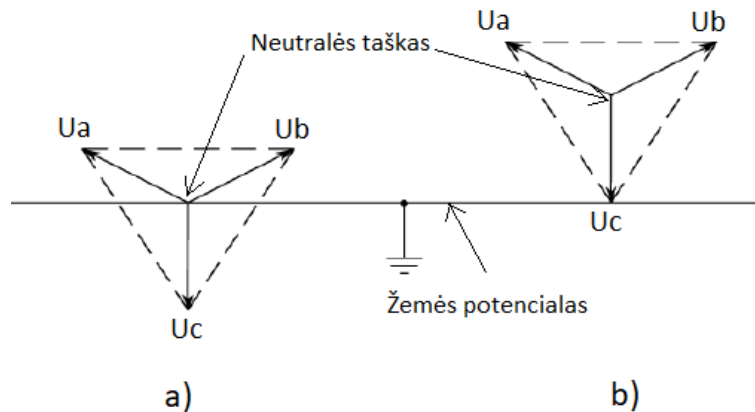 Neutralės taškas
Ua
Ub
Ua
Ub
Uc
Uc
Žemės potencialas
a)
b)